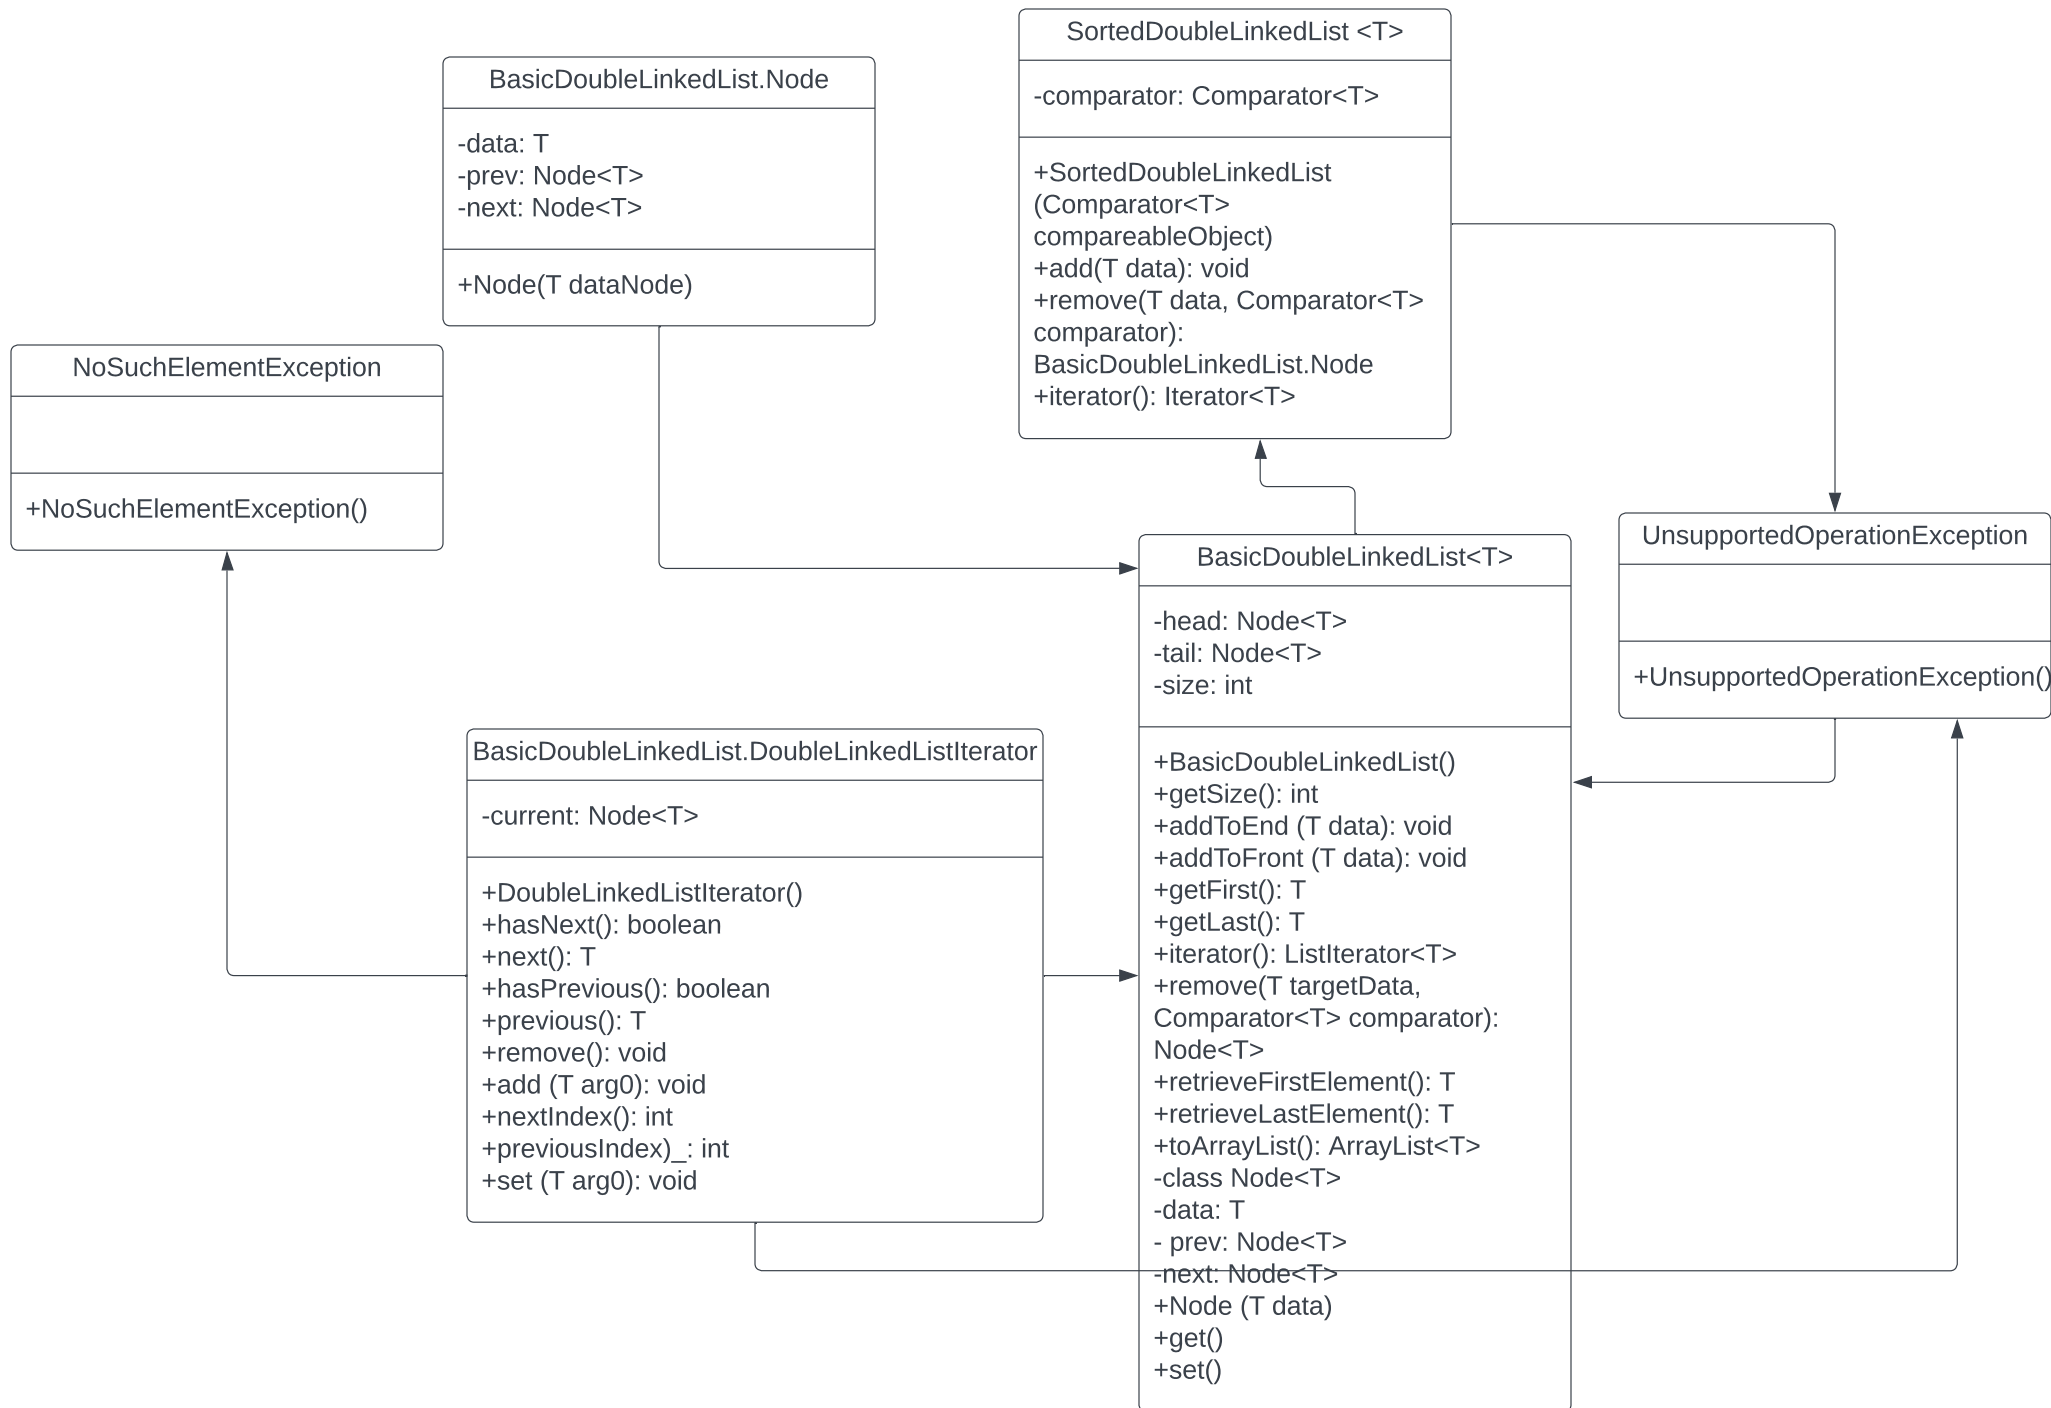 SortedDoubleLinkedList <T>
-comparator: Comparator<T>
+SortedDoubleLinkedList
(Comparator<T>
compareableObject)
+add(T data): void
+remove(T data, Comparator<T>
comparator):
BasicDoubleLinkedList.Node
+iterator(): Iterator<T>
BasicDoubleLinkedList.Node
-data: T
-prev: Node<T>
-next: Node<T>
+Node(T dataNode)
NoSuchElementException
+NoSuchElementException()
UnsupportedOperationException
+UnsupportedOperationException()
BasicDoubleLinkedList<T>
-head: Node<T>
-tail: Node<T>
-size: int
+BasicDoubleLinkedList()
+getSize(): int
+addToEnd (T data): void
+addToFront (T data): void
+getFirst(): T
+getLast(): T
+iterator(): ListIterator<T>
+remove(T targetData,
Comparator<T> comparator):
Node<T>
+retrieveFirstElement(): T
+retrieveLastElement(): T
+toArrayList(): ArrayList<T>
-class Node<T>
-data: T
- prev: Node<T>
-next: Node<T>
+Node (T data)
+get()
+set()
BasicDoubleLinkedList.DoubleLinkedListIterator
-current: Node<T>
+DoubleLinkedListIterator()
+hasNext(): boolean
+next(): T
+hasPrevious(): boolean
+previous(): T
+remove(): void
+add (T arg0): void
+nextIndex(): int
+previousIndex)_: int
+set (T arg0): void